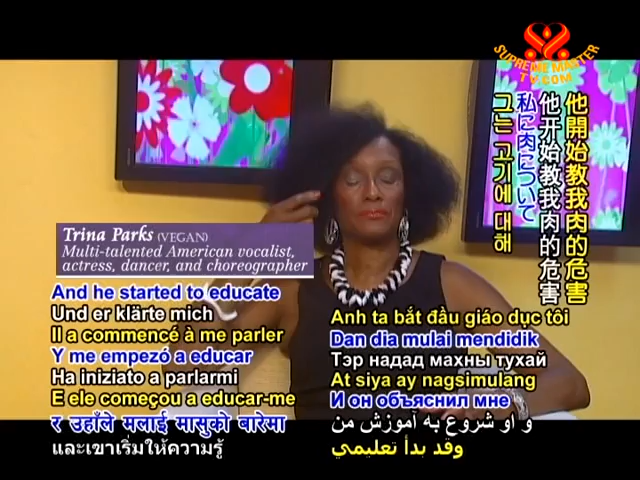 SUPREME MASTER
TV.COM
他開始教我肉的危害
他开始教我肉的危害
私に肉について
그는 고기에 대해
Trina Parks (VEGAN)
Multi-talented American vocalist,
actress, dancer, and choreographer
And he started to educate
Und er klärte mich
Il a commencé à me parler
Y me empezó a educar
Ha iniziato a parlarmi
E ele começou a educar-me
र उहाँले मलाई मासुको बारेमा
และเขาเริ่มให้ความรู้
Anh ta bắt đầu giáo dục tôi
Dan dia mulai mendidik
Тэр надад махны тухай
At siya ay nagsimulang
И он объяснил мне
و او شروع به آموزش من
وقد بدأ تعليمي